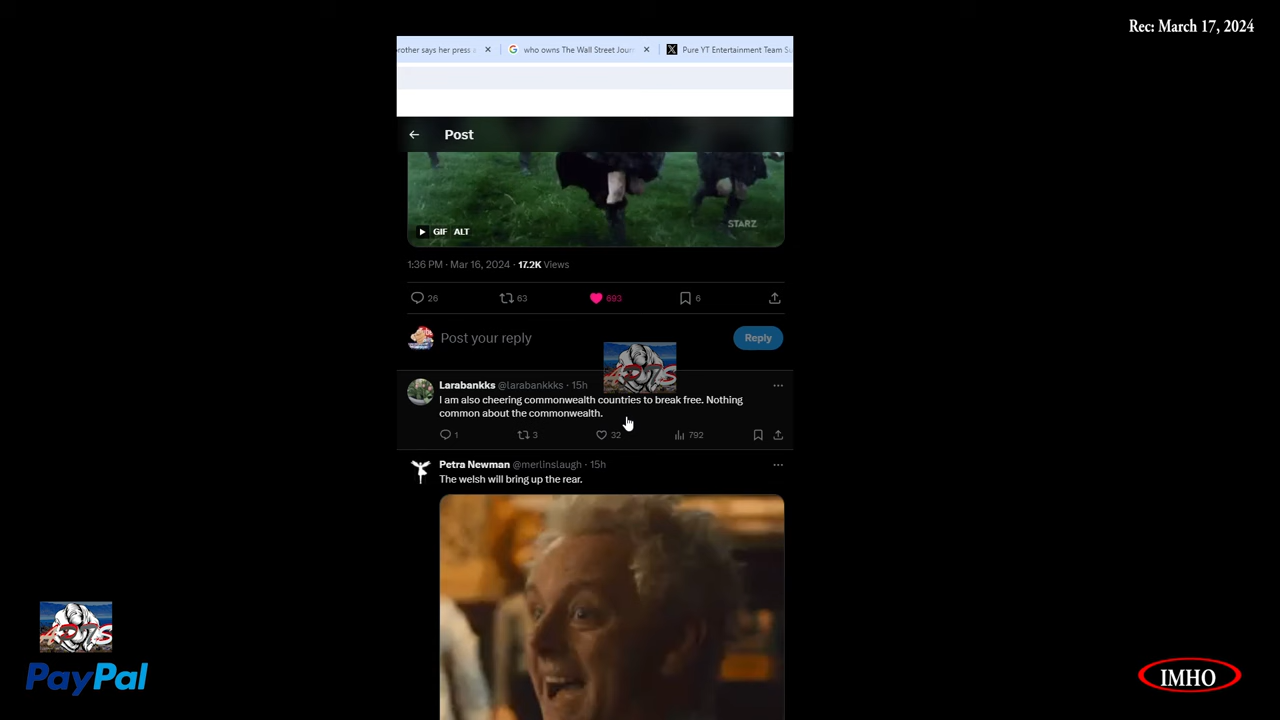 Rec: March 17, 2024
brother says her press
who owns The Wall Street Jour
Pure YT Entertainment Team S
Post
STARZ
GIF ALT
1:36 PM · Mar 16, 2024 · 17.2K Views
26 63 693 6
Post your reply
Reply
Larabankks @larabankkks · 15h
I am also cheering commonwealth countries to break free. Nothing
common about the commonwealth.
1 3 32 792
Petra Newman @merlinslaugh · 15h
The welsh will bring up the rear.
PayPal
IMHO